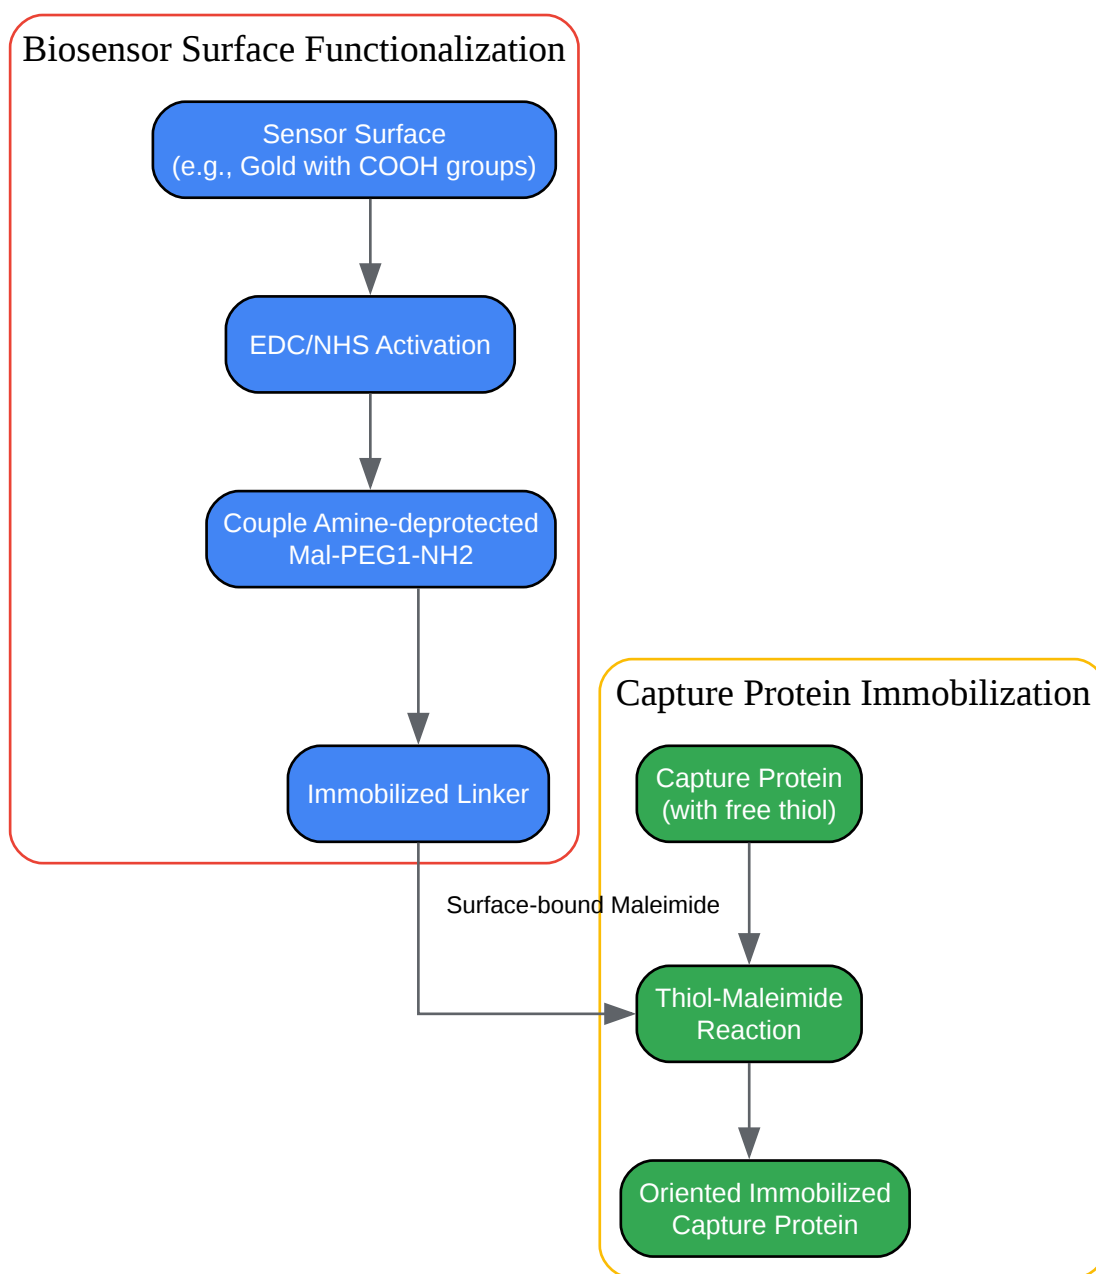 Biosensor Surface Functionalization
Sensor Surface
(e.g., Gold with COOH groups)
EDC/NHS Activation
Couple Amine-deprotected
Mal-PEG1-NH2
Immobilized Linker
Capture Protein Immobilization
Capture Protein
(with free thiol)
Surface-bound Maleimide
Thiol-Maleimide
Reaction
Oriented Immobilized
Capture Protein